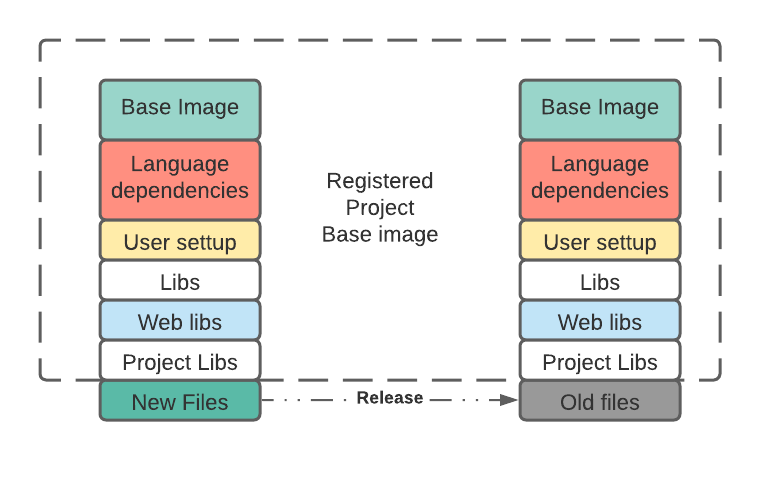 Base Image
Language
dependencies
User settup
Libs
Web libs
Project Libs
New Files
Registered
Project
Base image
Release
Base Image
Language
dependencies
User settup
Libs
Web libs
Project Libs
Old files